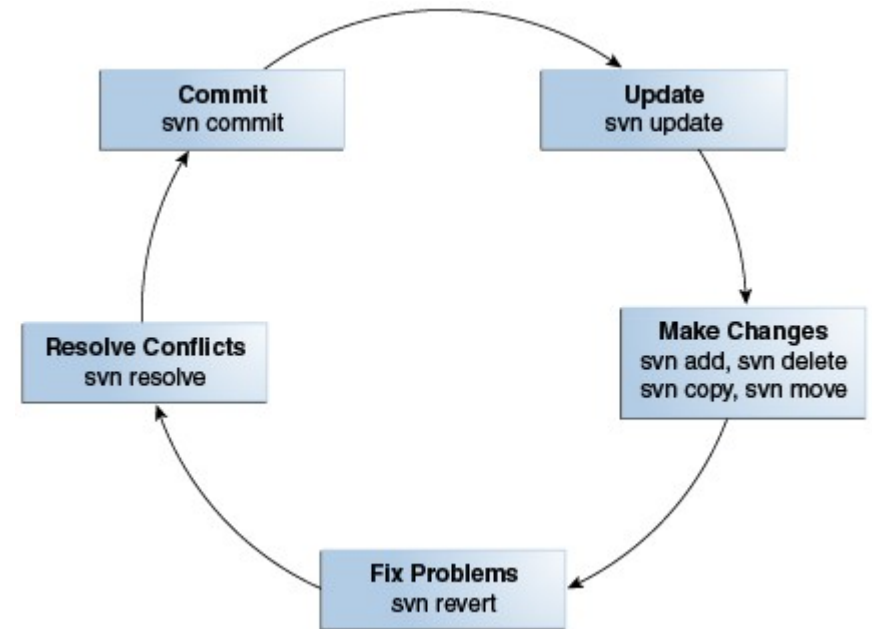 Commit
svn commit
Update
svn update
Make Changes
svn add, svn delete
svn copy, svn move
Fix Problems
svn revert
Resolve Conflicts
svn resolve